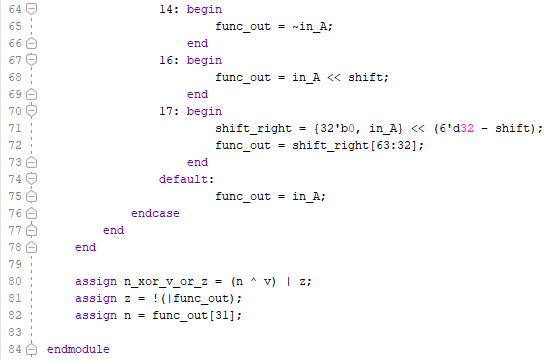 64 14: begin
65 func_out = ~in_A;
66 end
67 16: begin
68 func_out = in_A << shift;
69 end
70 17: begin
71 shift_right = {32'b0, in_A} << (6'd32 - shift);
72 func_out = shift_right[63:32];
73 end
74 default:
75 func_out = in_A;
76 endcase
77 end
78 end
79
80 assign n_xor_v_or_z = (n ^ v) | z;
81 assign z = !(|func_out);
82 assign n = func_out[31];
83
84 endmodule